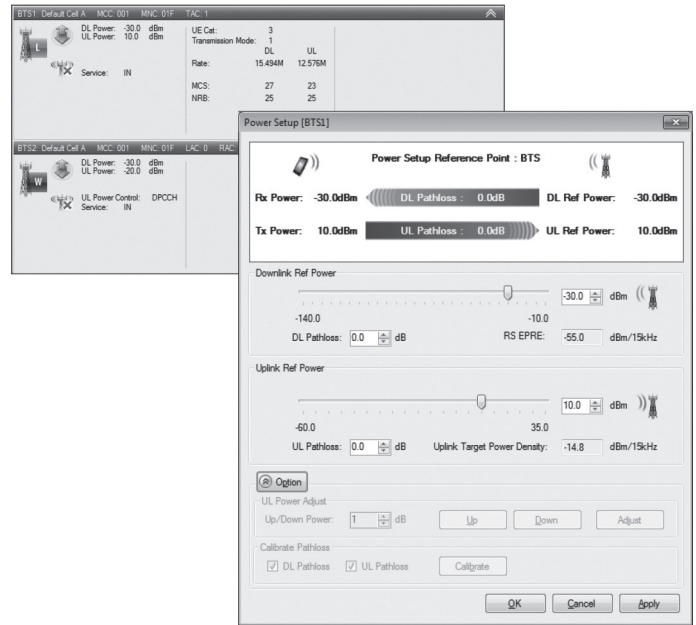 BTS1: Default Cell A MCC: 001 MNC: 01F TAC: 1
DL Power: -30.0 dBm
UL Power: 10.0 dBm
L
TX
Service: IN
UE Cat: 3
Transmission Mode: 1
DL UL
Rate: 15.494M 12.576M
MCS: 27 23
NRB: 25 25
BTS2: Default Cell A MCC: 001 MNC: 01F LAC: 0 RAC:
DL Power: -30.0 dBm
UL Power: -20.0 dBm
W
TX
UL Power Control: DPCCH
Service: IN
Power Setup [BTS1]
Power Setup Reference Point : BTS
Rx Power: -30.0dBm DL Pathloss : 0.0dB DL Ref Power: -30.0dBm
Tx Power: 10.0dBm UL Pathloss : 0.0dB UL Ref Power: 10.0dBm
Downlink Ref Power
-30.0 dBm
-140.0 -10.0
DL Pathloss: 0.0 dB RS EPRE: -55.0 dBm/15kHz
Uplink Ref Power
10.0 dBm
-60.0 35.0
UL Pathloss: 0.0 dB Uplink Target Power Density: -14.8 dBm/15kHz
Option
UL Power Adjust
Up/Down Power: 1 dB Up Down Adjust
Calibrate Pathloss
DL Pathloss UL Pathloss Calibrate
OK Cancel Apply